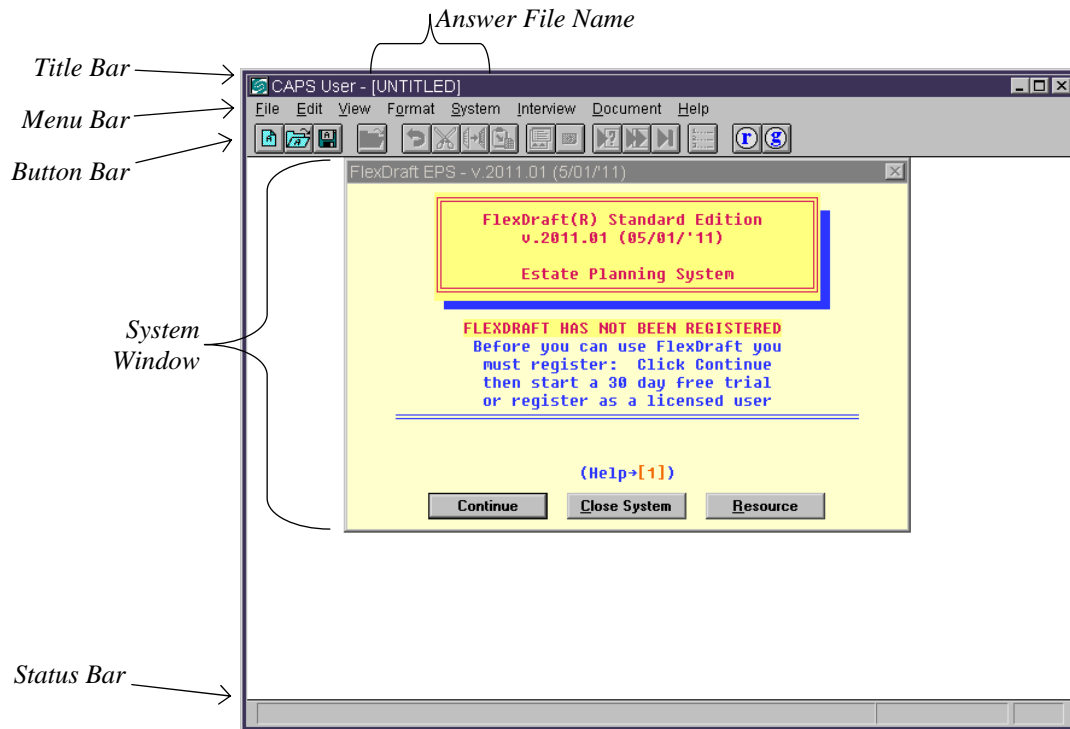 Answer File Name
Title Bar
CAPS User - [UNTITLED]
Menu Bar
File Edit View Format System Interview Document Help
Button Bar
r g
FlexDraft EPS - v.2011.01 (5/01/'11)
FlexDraft(R) Standard Edition
v.2011.01 (05/01/'11)
Estate Planning System
System
Window
FLEXDRAFT HAS NOT BEEN REGISTERED
Before you can use FlexDraft you
must register: Click Continue
then start a 30 day free trial
or register as a licensed user
(Help→[1])
Continue Close System Resource
Status Bar